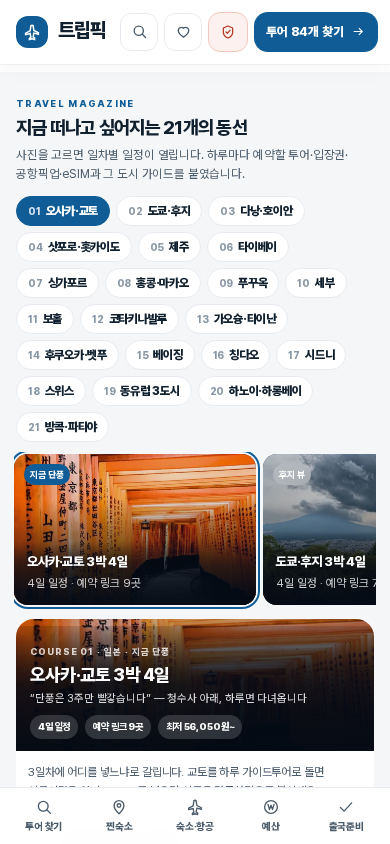 트립픽
투어 84개 찾기 →
TRAVEL MAGAZINE
지금 떠나고 싶어지는 21개의 동선
사진을 고르면 일차별 일정이 열립니다. 하루마다 예약할 투어·입장권·
공항픽업·eSIM과 그 도시 가이드를 붙였습니다.
01 오사카·교토 02 도쿄·후지 03 다낭·호이안
04 삿포로·홋카이도 05 제주 06 타이베이
07 싱가포르 08 홍콩·마카오 09 푸꾸옥 10 세부
11 보홀 12 코타키나발루 13 가오슝·타이난
14 후쿠오카·벳푸 15 베이징 16 칭다오 17 시드니
18 스위스 19 동유럽 3도시 20 하노이·하롱베이
21 방콕·파타야
지금 단풍 후지 뷰
오사카·교토 3박 4일 도쿄·후지 3박 4일
4일 일정 · 예약 링크 9곳 4일 일정 · 예약 링크 7
COURSE 01 · 일본 · 지금 단풍
오사카·교토 3박 4일
“단풍은 3주만 빨갛습니다” — 청수사 아래, 하루면 다녀옵니다
4일 일정 예약 링크 9곳 최저 56,050원~
3일차에 어디를 넣느냐로 갈립니다. 교토를 하루 가이드투어로 돌면
투어 찾기 찐숙소 숙소·항공 예산 출국준비